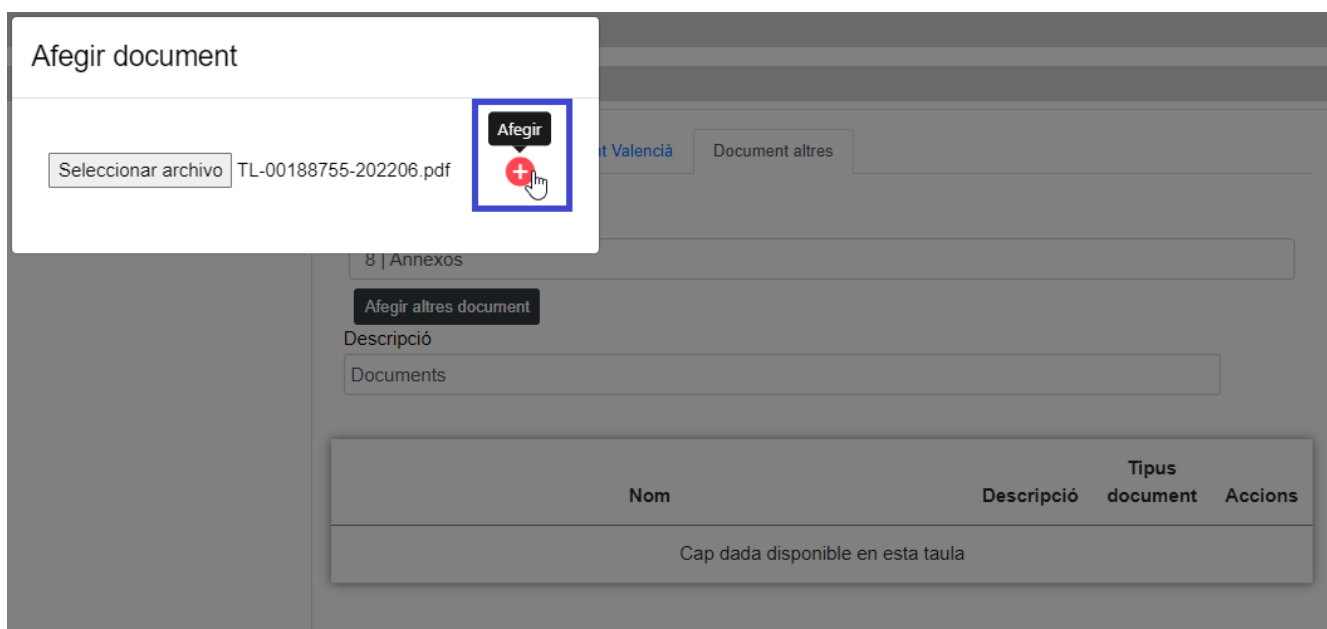 Afegir document
Afegir
Seleccionar archivo TL-00188755-202206.pdf
Valencià
Document altres
8 | Annexos
Afegir altres document
Descripció
Documents
Nom
Descripció
Tipus document
Accions
Cap dada disponible en esta taula